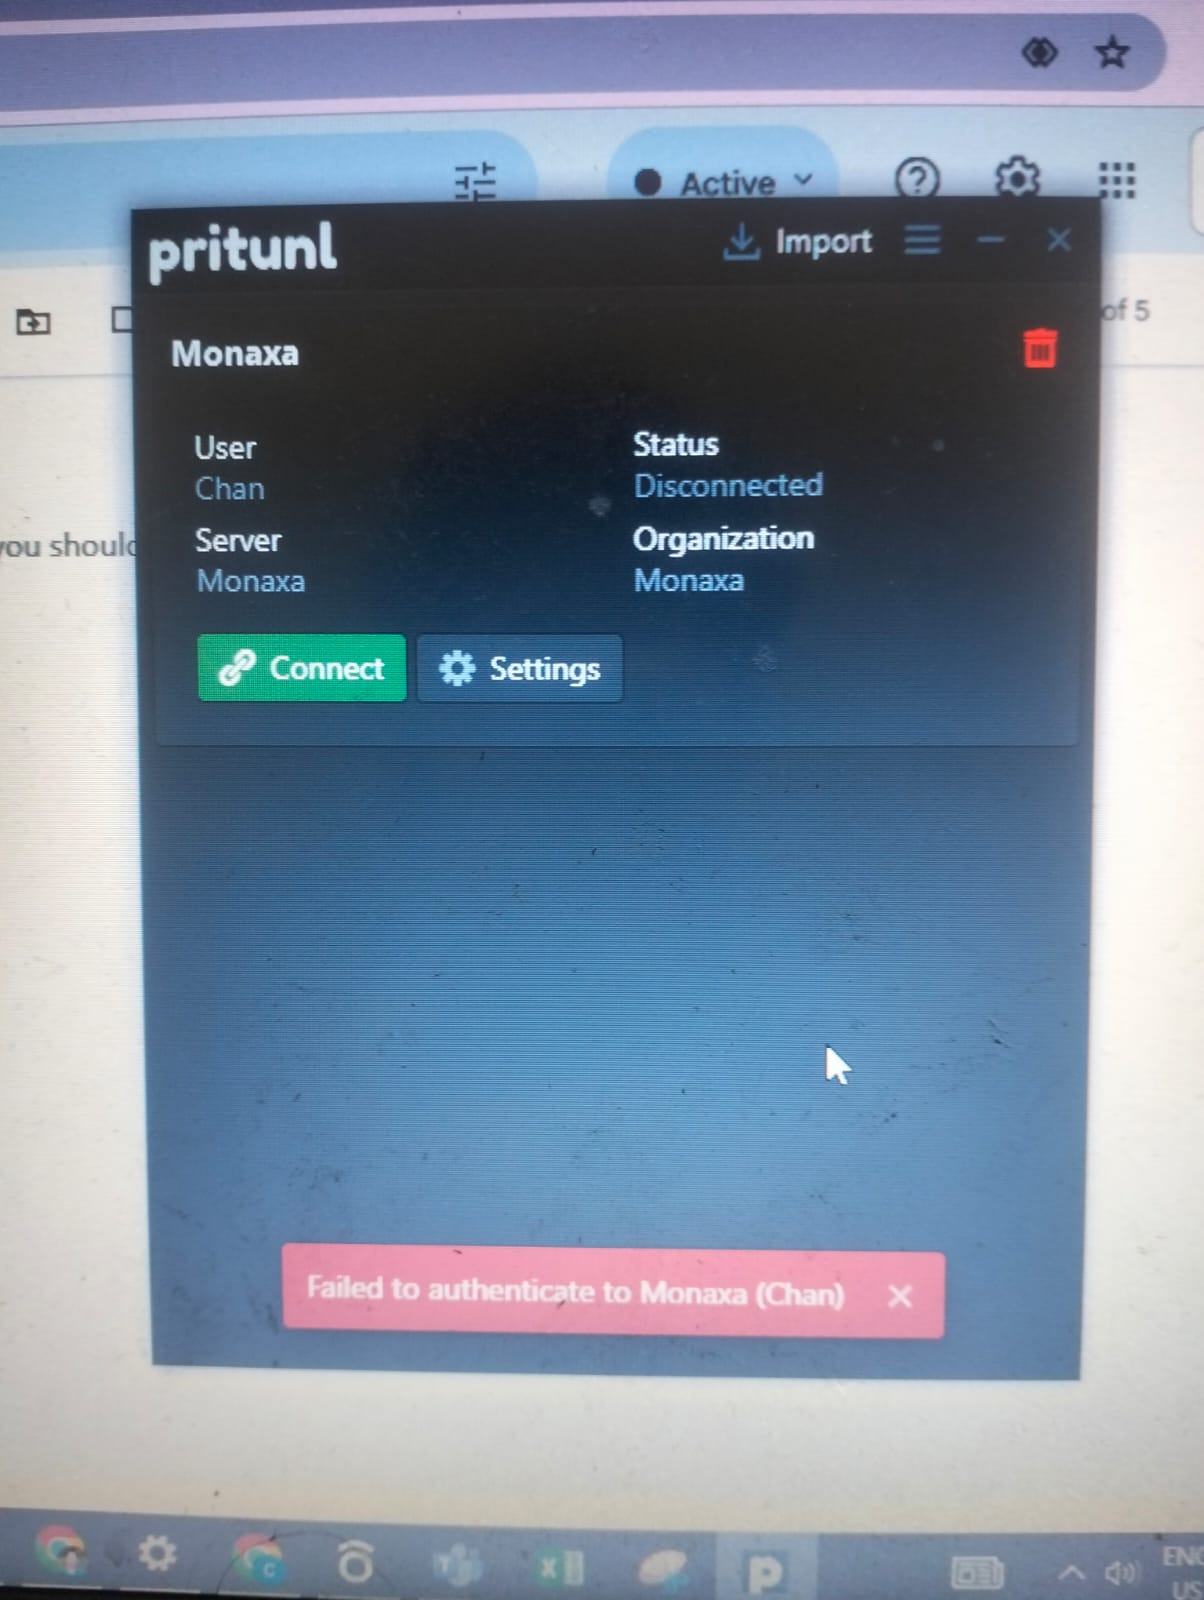 Active
pritunl
Import
of 5
Monaxa
User
Status
Chan
Disconnected
you should
Server
Organization
Monaxa
Monaxa
Connect
Settings
Failed to authenticate to Monaxa (Chan)
ENG
US